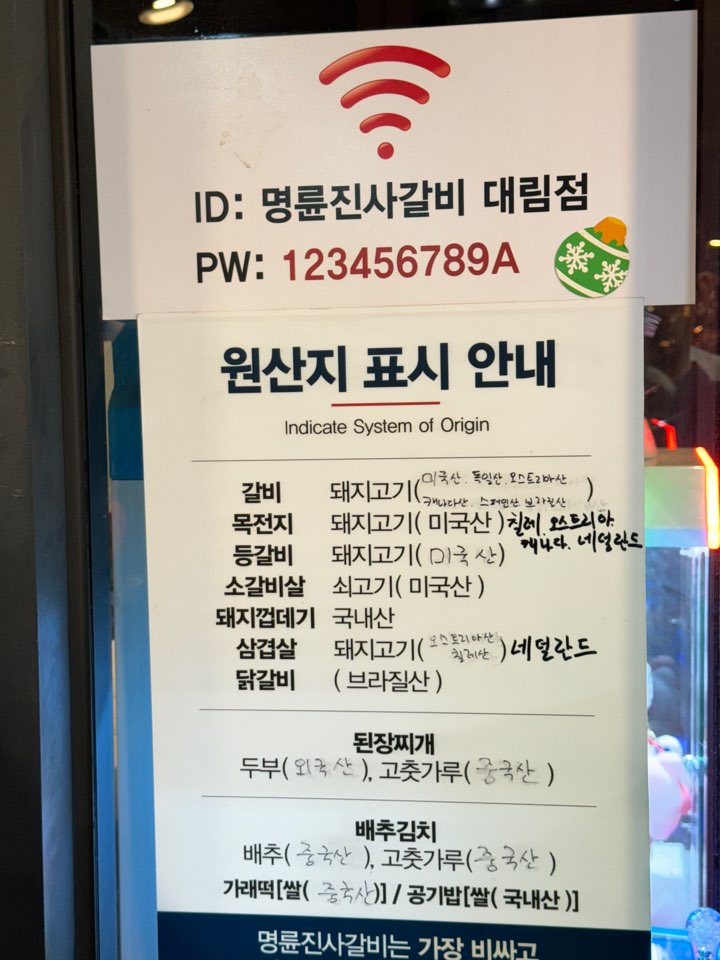 ID: 명륜진사갈비 대림점
PW: 123456789A
원산지 표시 안내
Indicate System of Origin
갈비 돼지고기(미국산. 독일산. 오스트리아산 캐나다산. 스페인산 브라질산)
목전지 돼지고기( 미국산 ) 칠레 오스트리아 캐나다. 네덜란드
등갈비 돼지고기( 미국산)
소갈비살 쇠고기( 미국산 )
돼지껍데기 국내산
삼겹살 돼지고기( 오스트리아산 칠레산 ) 네덜란드
닭갈비 ( 브라질산 )
된장찌개
두부( 외국산 ), 고춧가루( 중국산 )
배추김치
배추( 중국산 ), 고춧가루( 중국산 )
가래떡[쌀( 중국산)] / 공기밥[쌀( 국내산 )]
명륜진사갈비는 가장 비싸고